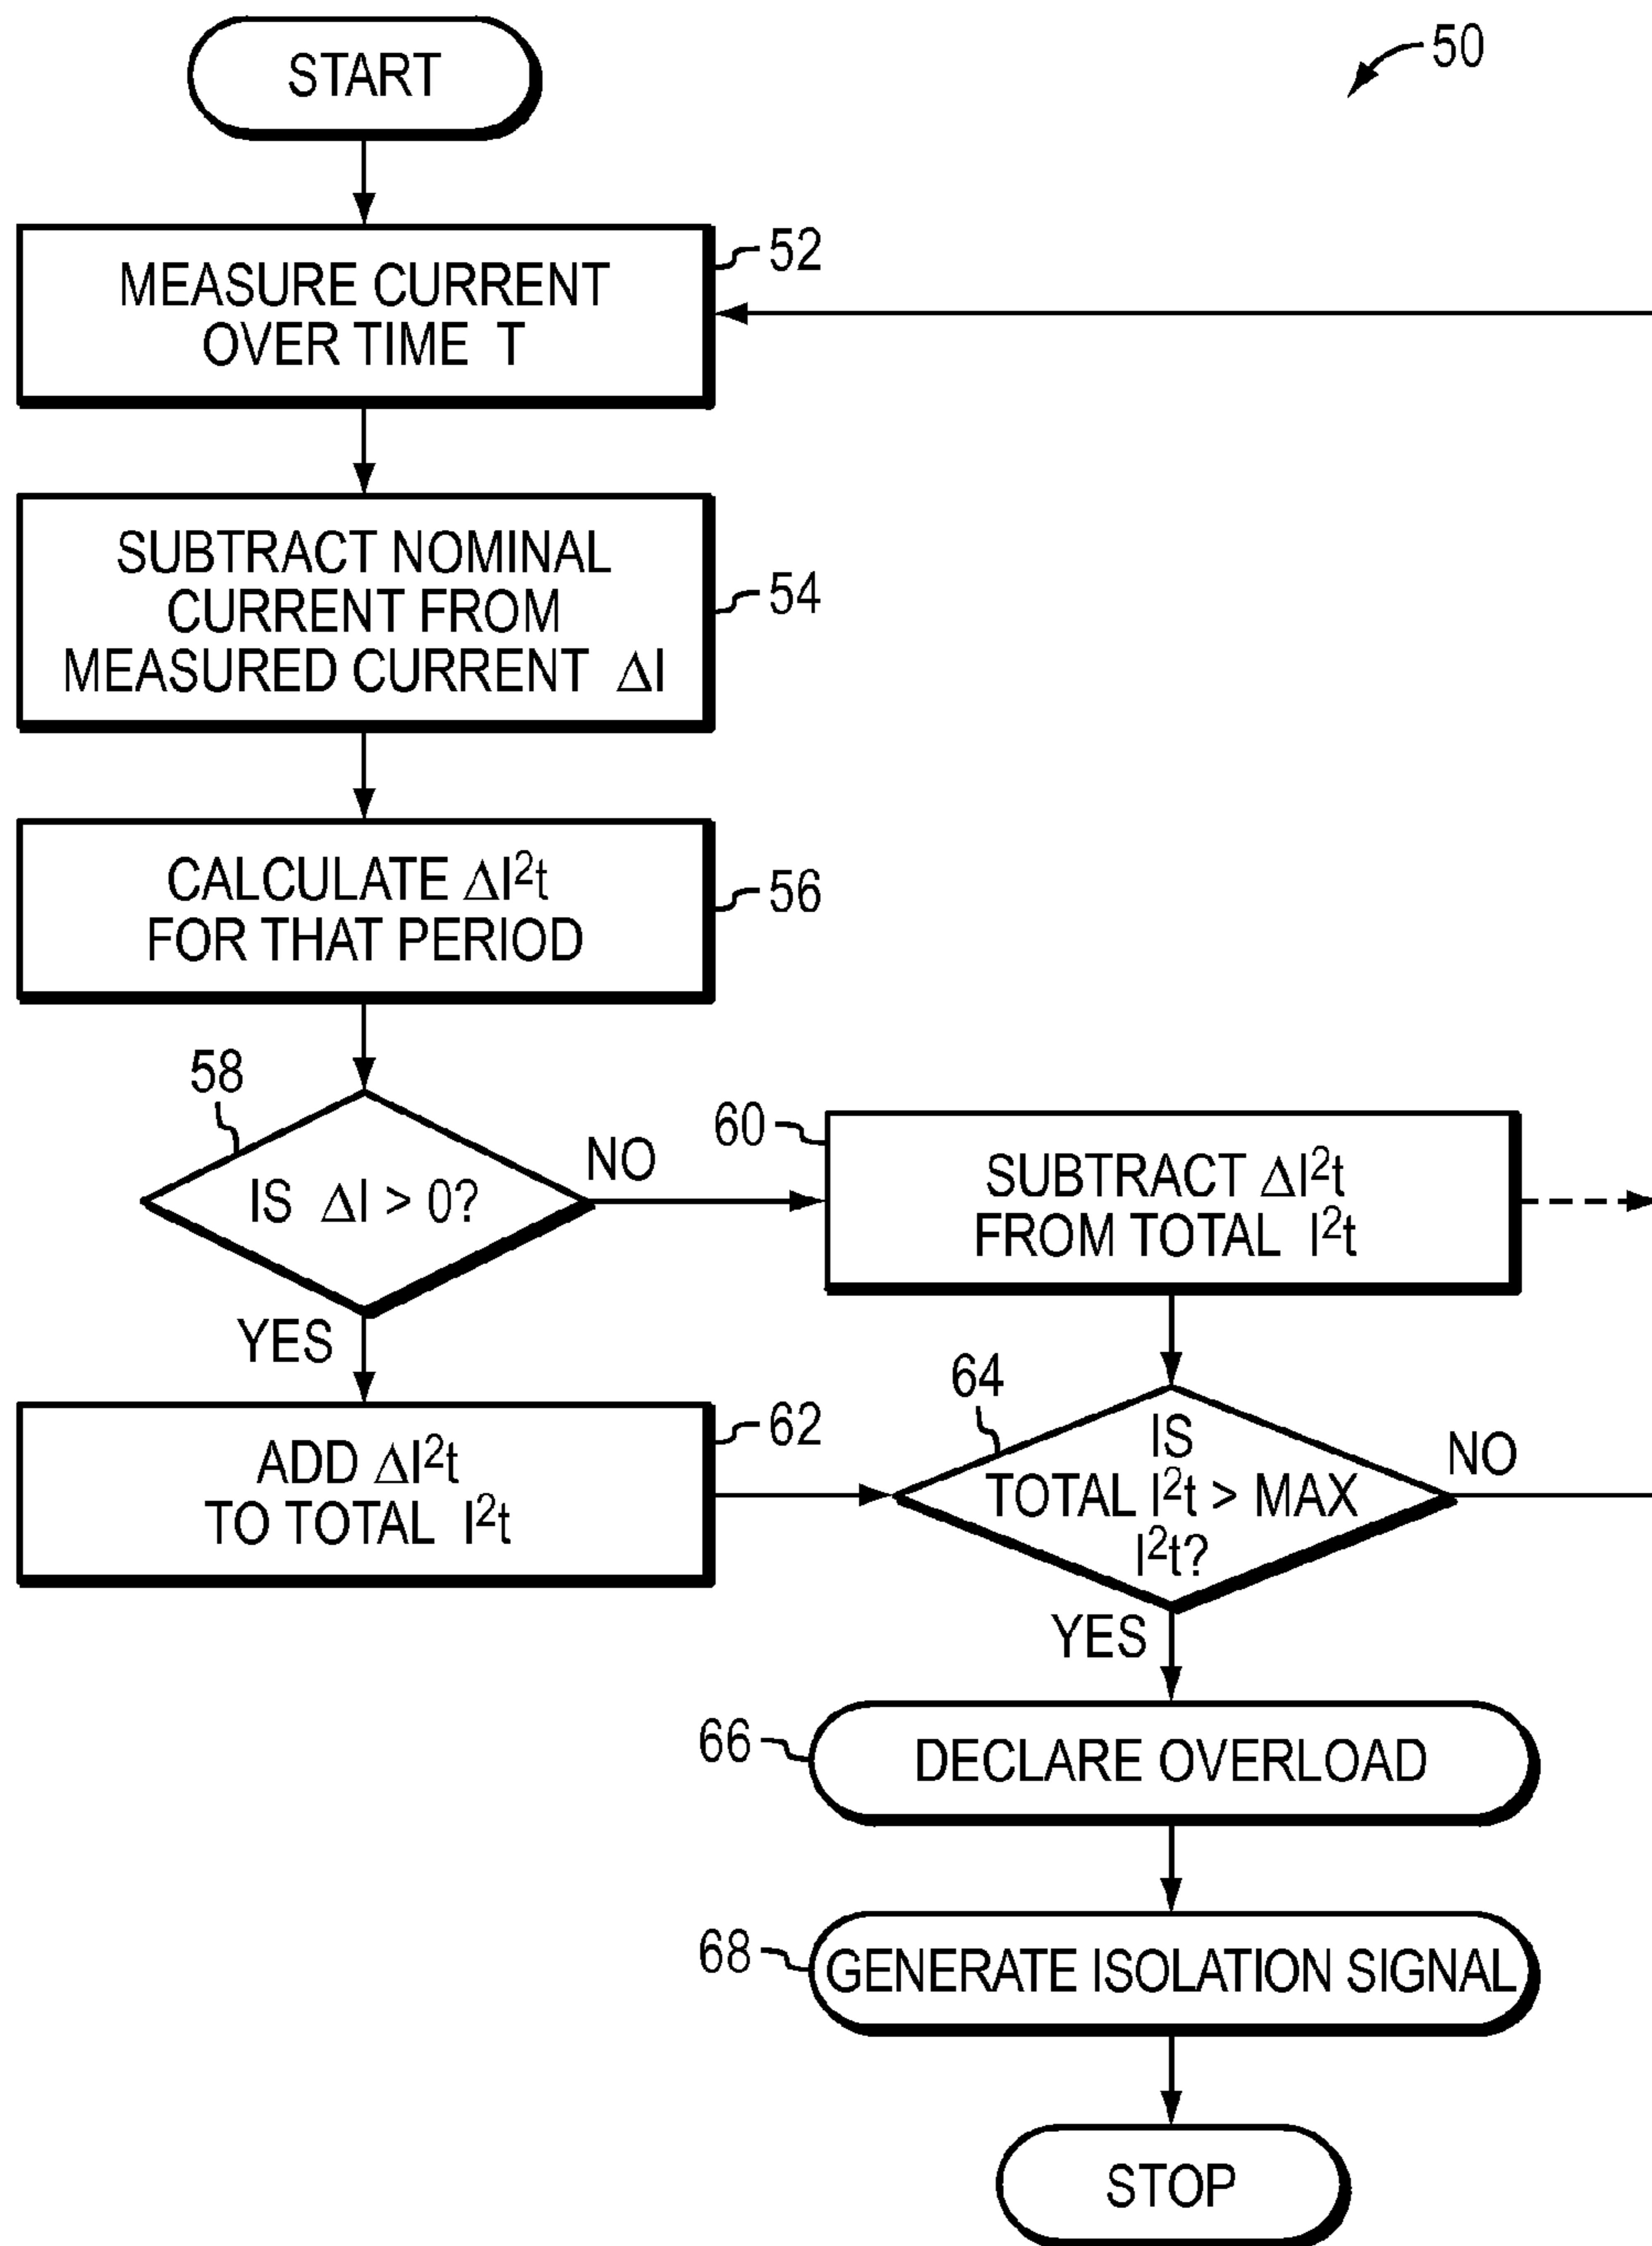 START
50
MEASURE CURRENT
OVER TIME T
52
SUBTRACT NOMINAL
CURRENT FROM
MEASURED CURRENT ΔI
54
CALCULATE ΔI²t
FOR THAT PERIOD
56
58
IS ΔI > 0?
NO
YES
60
SUBTRACT ΔI²t
FROM TOTAL I²t
ADD ΔI²t
TO TOTAL I²t
62
64
IS
TOTAL I²t > MAX
I²t?
NO
YES
66
DECLARE OVERLOAD
68
GENERATE ISOLATION SIGNAL
STOP